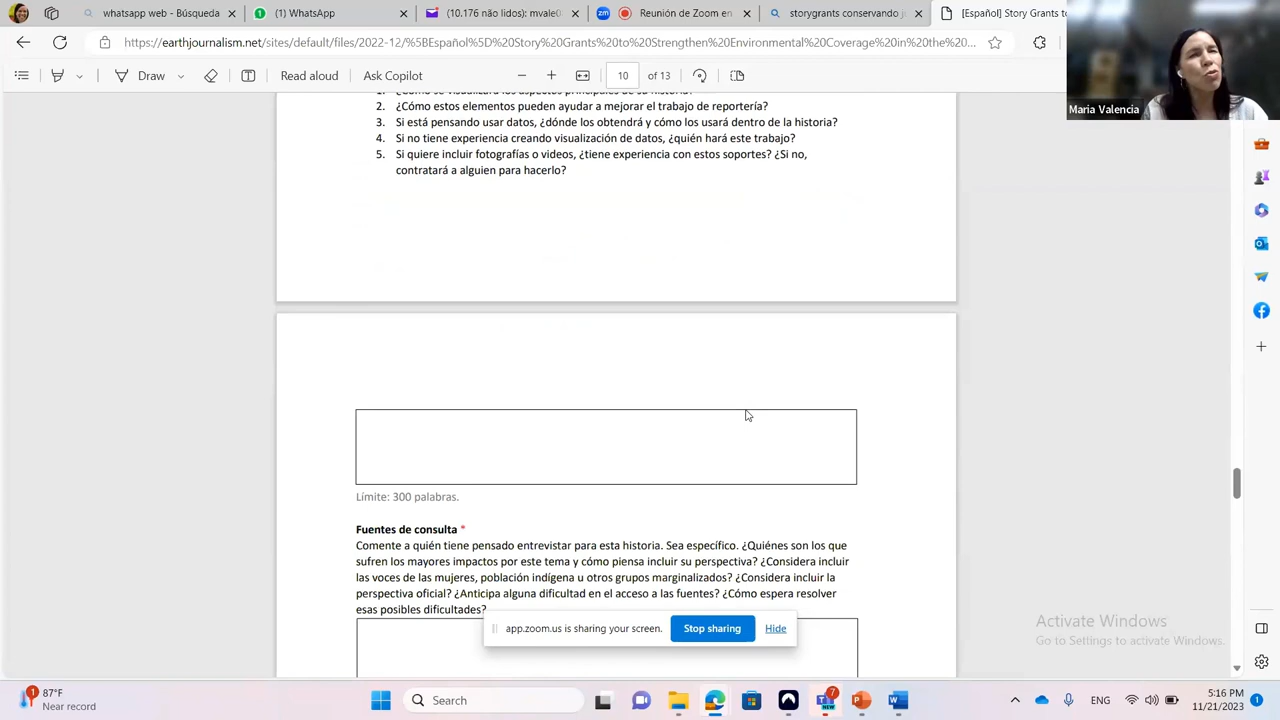 whatsapp web - Búsqueda
(1) WhatsApp
(10.176 não lidos): mvale
Reunión de Zoom en
storygrants conservando
[Español] Story Grants to
https://earthjournalism.net/sites/default/files/2022-12/%5BEspañol%5D%20Story%20Grants%20to%20Strengthen%20Environmental%20Coverage%20in%20the%20...
Draw
Read aloud
Ask Copilot
10 of 13
Maria Valencia
2. ¿Cómo estos elementos pueden ayudar a mejorar el trabajo de reportería?
3. Si está pensando usar datos, ¿dónde los obtendrá y cómo los usará dentro de la historia?
4. Si no tiene experiencia creando visualización de datos, ¿quién hará este trabajo?
5. Si quiere incluir fotografías o videos, ¿tiene experiencia con estos soportes? ¿Si no,
contratará a alguien para hacerlo?
Límite: 300 palabras.
Fuentes de consulta *
Comente a quién tiene pensado entrevistar para esta historia. Sea específico. ¿Quiénes son los que
sufren los mayores impactos por este tema y cómo piensa incluir su perspectiva? ¿Considera incluir
las voces de las mujeres, población indígena u otros grupos marginalizados? ¿Considera incluir la
perspectiva oficial? ¿Anticipa alguna dificultad en el acceso a las fuentes? ¿Cómo espera resolver
esas posibles dificultades?
app.zoom.us is sharing your screen.
Stop sharing
Hide
Activate Windows
Go to Settings to activate Windows.
1
87°F
Near record
Search
7
NEW
ENG
5:16 PM
11/21/2023
1